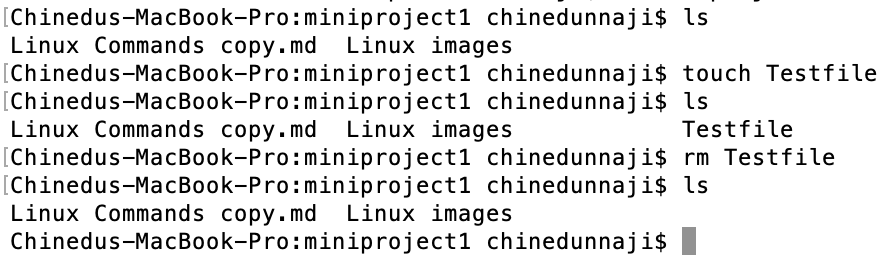 [Chinedus-MacBook-Pro:miniproject1 chinedunnaji$ ls
Linux Commands copy.md  Linux images
[Chinedus-MacBook-Pro:miniproject1 chinedunnaji$ touch Testfile
[Chinedus-MacBook-Pro:miniproject1 chinedunnaji$ ls
Linux Commands copy.md  Linux images            Testfile
[Chinedus-MacBook-Pro:miniproject1 chinedunnaji$ rm Testfile
[Chinedus-MacBook-Pro:miniproject1 chinedunnaji$ ls
Linux Commands copy.md  Linux images
Chinedus-MacBook-Pro:miniproject1 chinedunnaji$